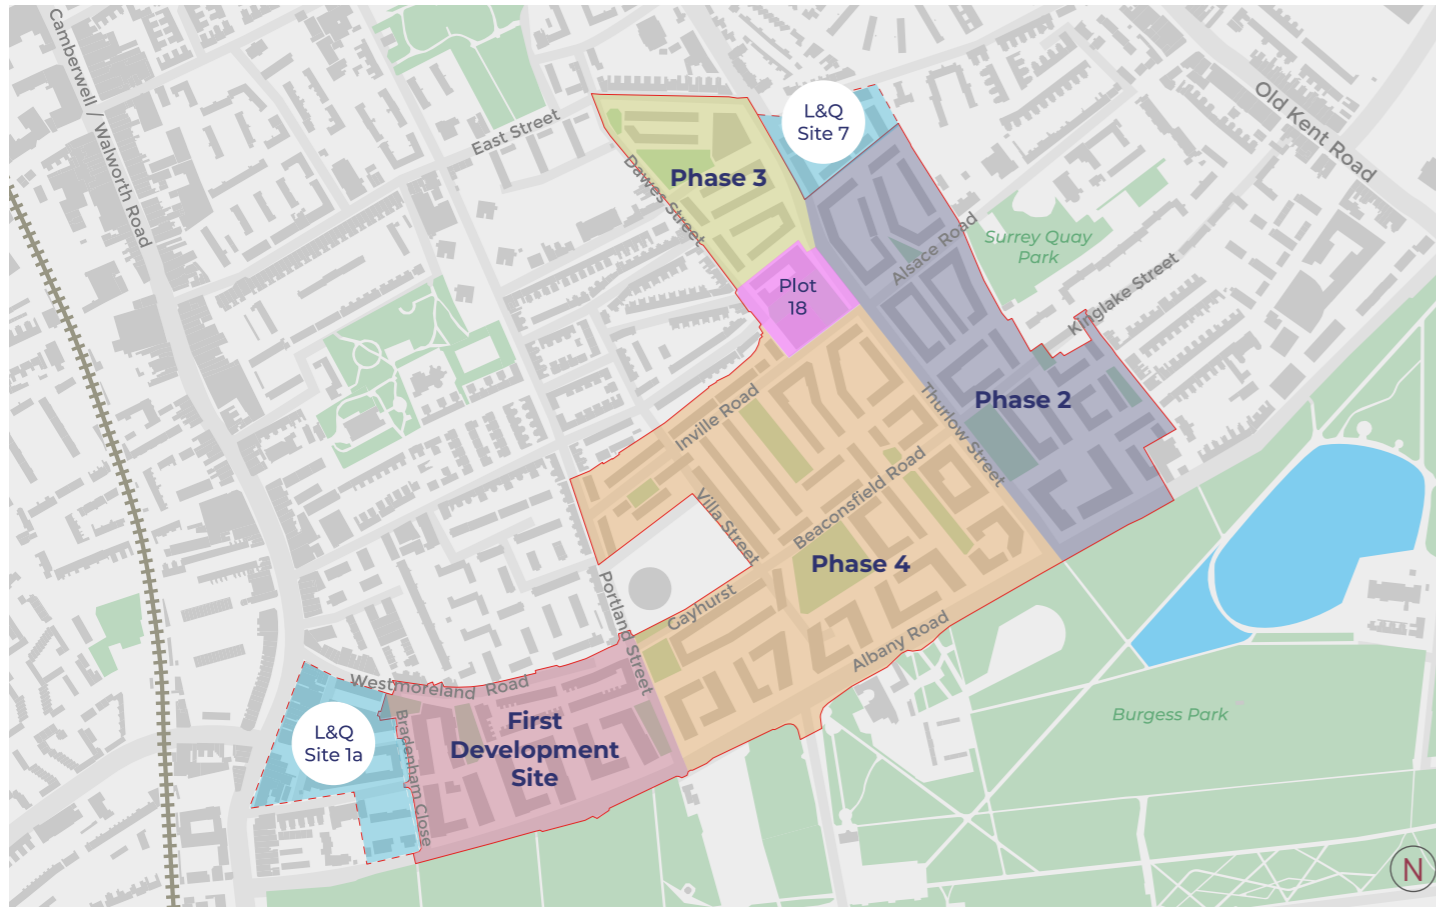 Camberwell / Walworth Road
East Street
Old Kent Road
L&Q
Site 7
Dawes Street
Phase 3
Surrey Quay
Park
Alsace Road
Kinglake Street
Plot
18
Inville Road
Thurlow Street
Phase 2
Villa Street
Beaconsfield Road
Phase 4
Portland Street
Gayhurst
Albany Road
Westmoreland Road
Bradenham Close
L&Q
Site 1a
First
Development
Site
Burgess Park
N